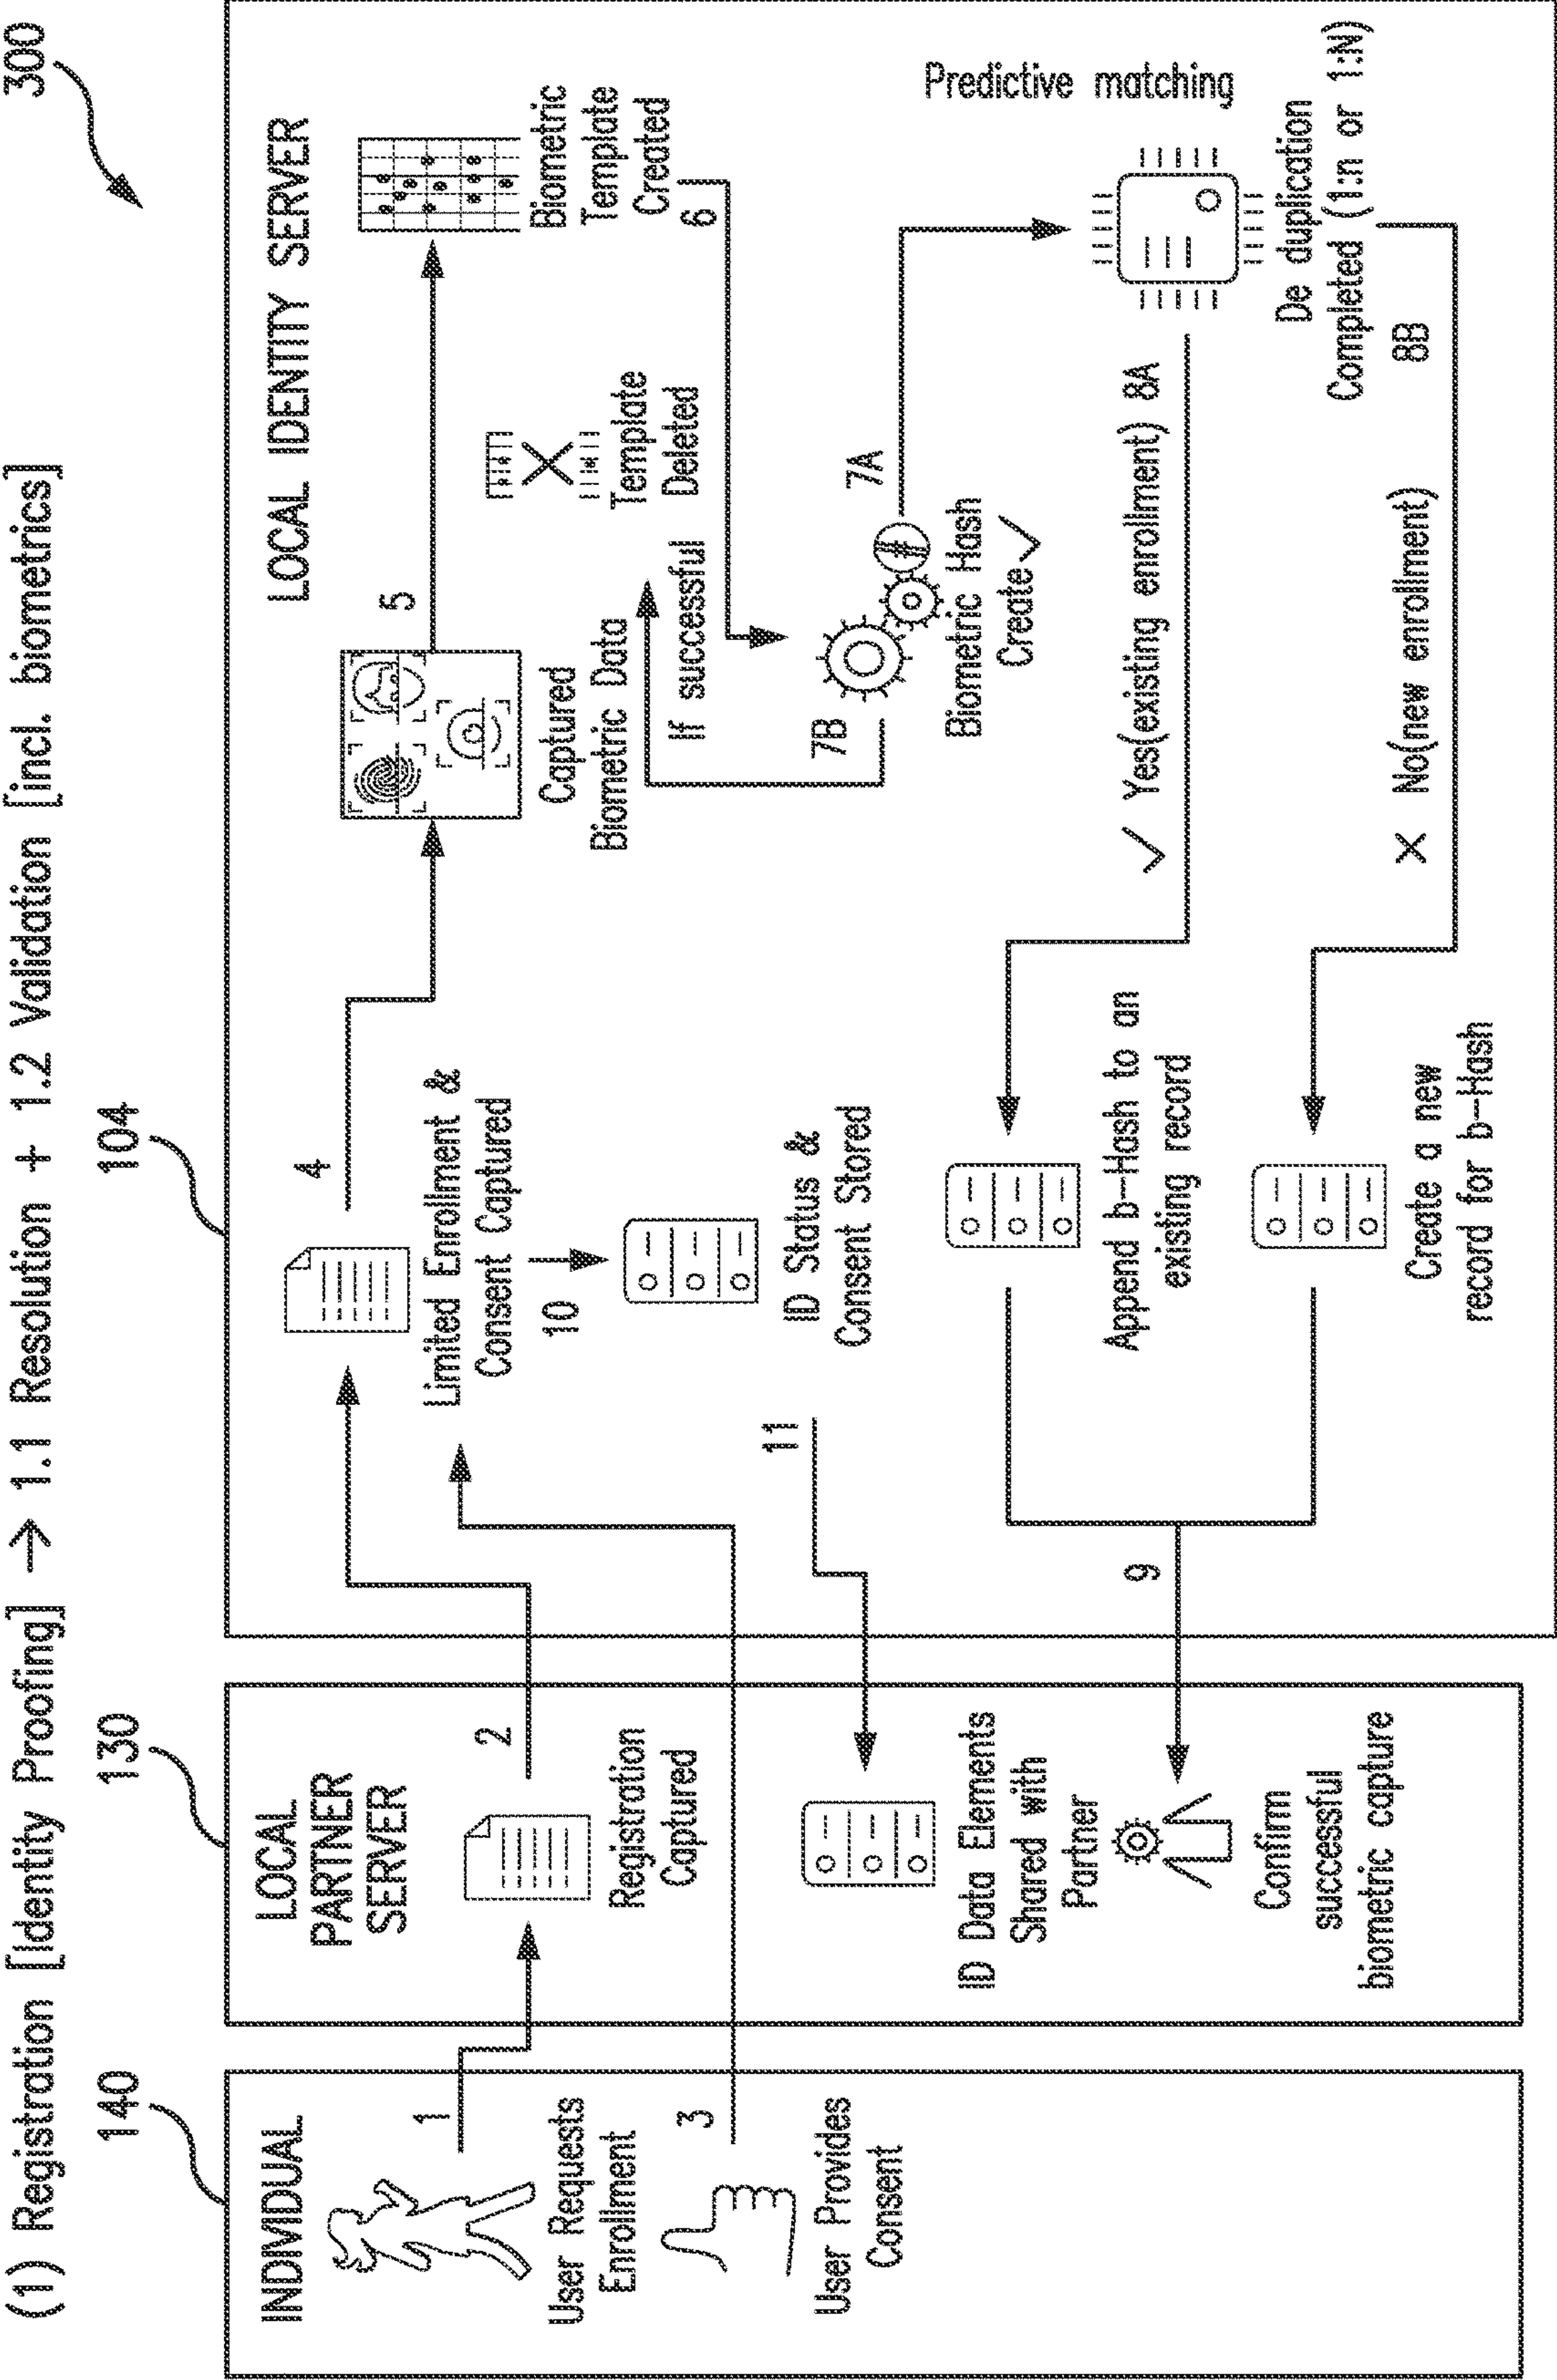 (1) Registration [Identity Proofing] → 1.1 Resolution + 1.2 Validation [incl. biometrics]
300
140
INDIVIDUAL
1
User Requests
Enrollment
3
User Provides
Consent
130
LOCAL
PARTNER
SERVER
2
Registration
Captured
ID Data Elements
Shared with
Partner
Confirm
successful
biometric capture
104
LOCAL IDENTITY SERVER
4
Limited Enrollment &
Consent Captured
10
ID Status &
Consent Stored
11
9
Append b-Hash to an
existing record
Create a new
record for b-Hash
5
Captured
Biometric Data
Biometric
Template
Created
6
Template
Deleted
If successful
7B
7A
#
Biometric Hash
Create ✓
Predictive matching
De duplication
Completed (1:n or 1:N)
✓ Yes(existing enrollment) 8A
✕ No(new enrollment) 8B